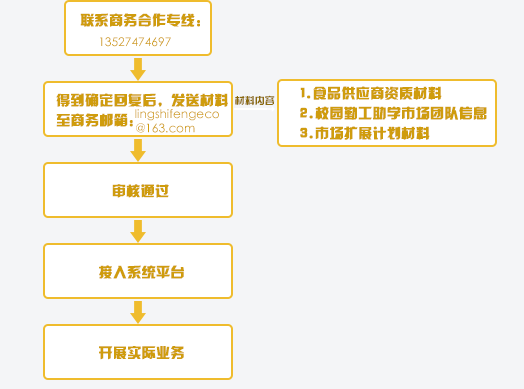 联系商务合作专线：
13527474697
得到确定回复后，发送材料
至商务邮箱：lingshifengeco
@163.com
材料内容
1.食品供应商资质材料
2.校园勤工助学市场团队信息
3.市场扩展计划材料
审核通过
接入系统平台
开展实际业务